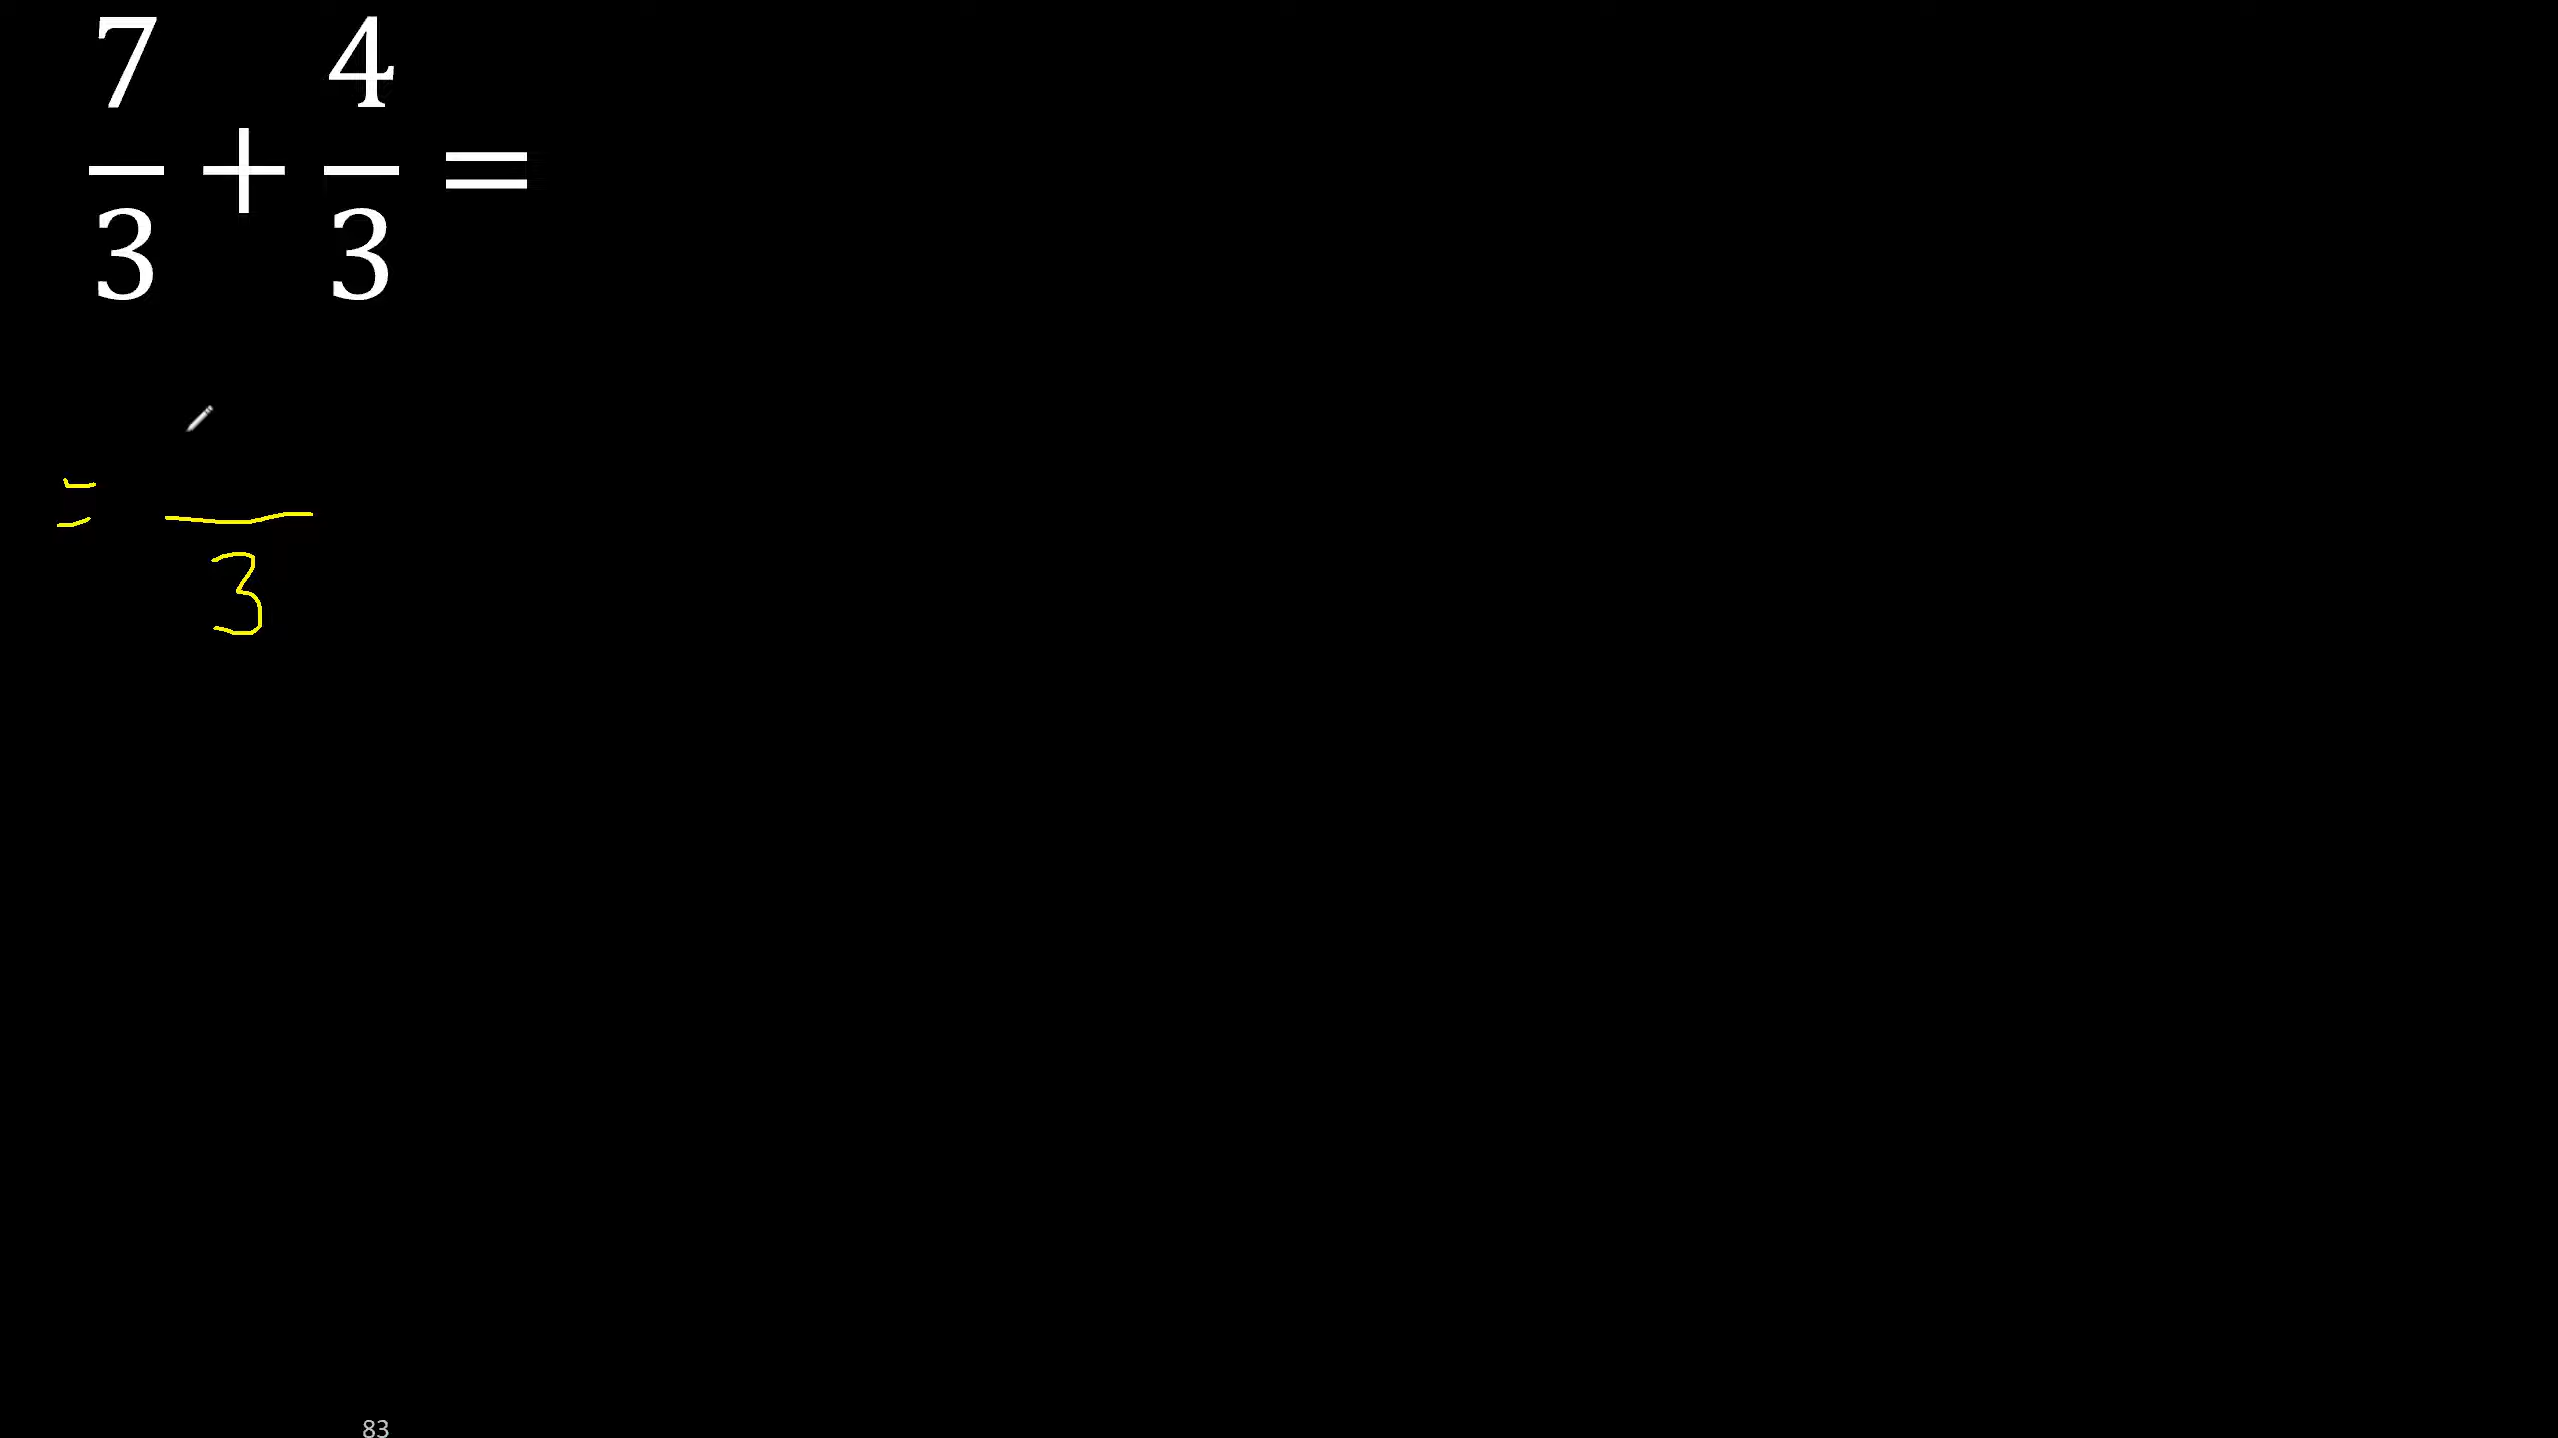 7/3 + 4/3 =
= /3
83